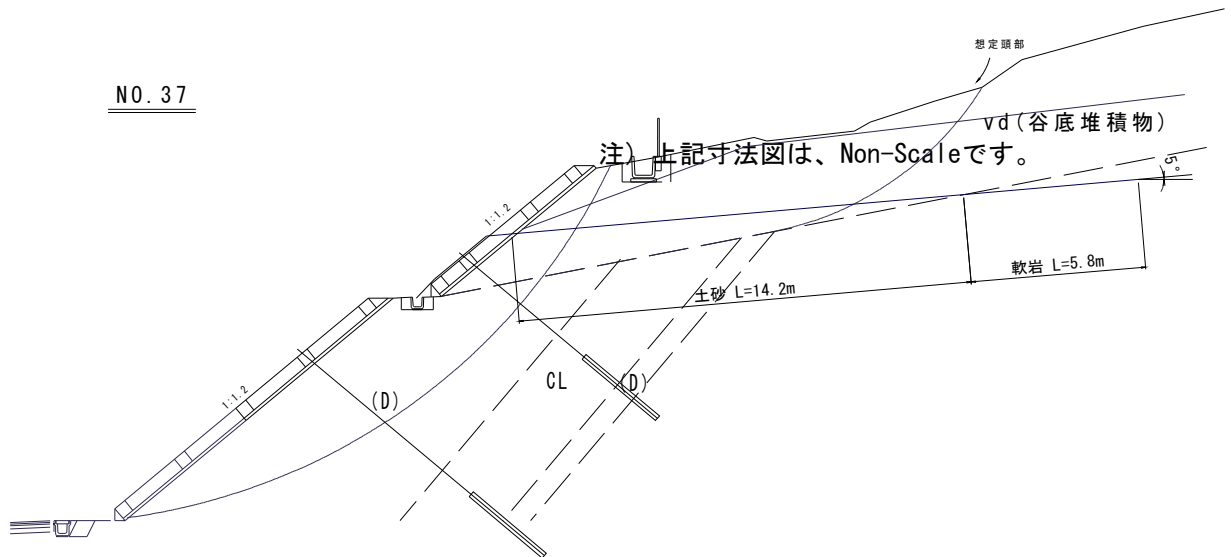 想定頭部
NO.37
vd(谷底堆積物)
注) 上記寸法図は、Non-Scaleです。
5°
1:1.2
軟岩 L=5.8m
土砂 L=14.2m
CL
(D)
(D)
1:1.2